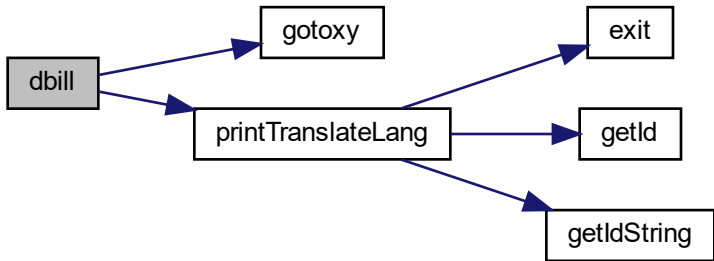 dbill
gotoxy
printTranslateLang
exit
getId
getIdString